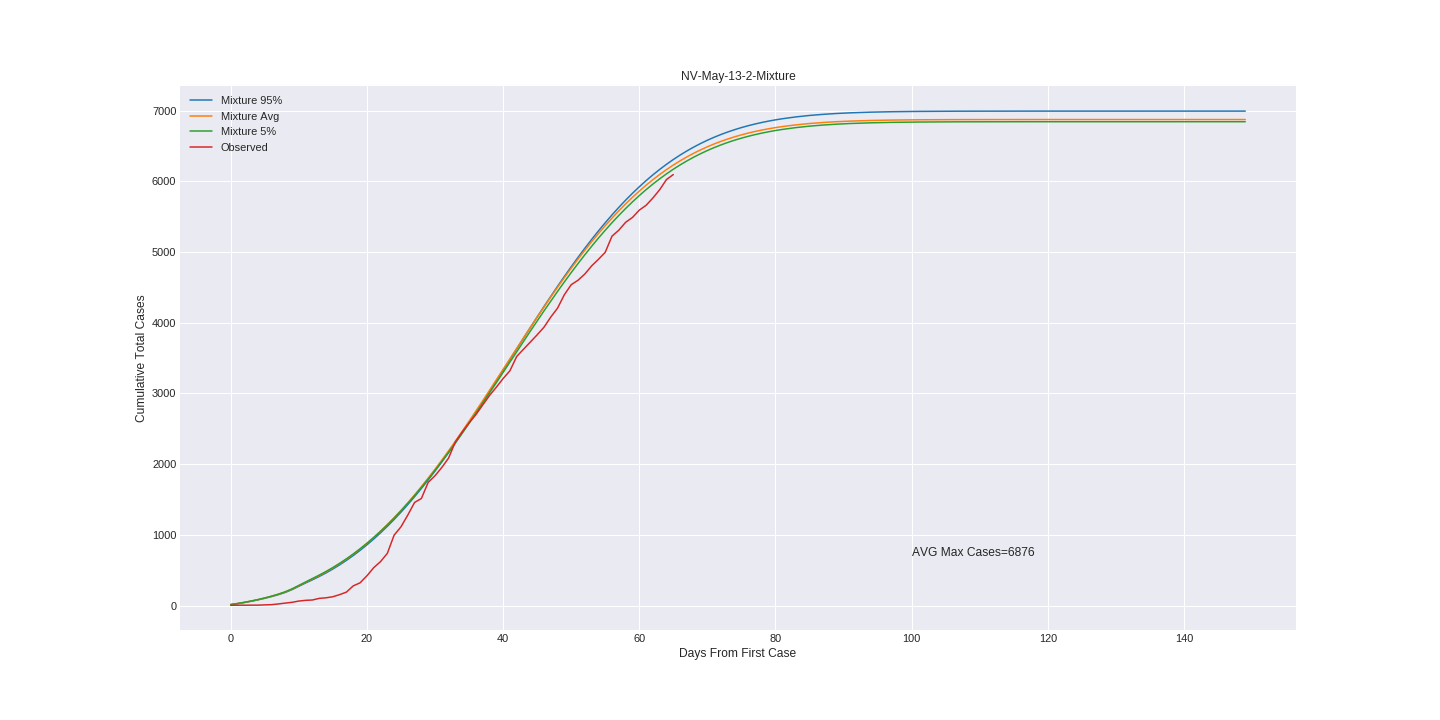 NV-May-13-2-Mixture
Mixture 95%
Mixture Avg
Mixture 5%
Observed
7000
6000
5000
4000
3000
2000
1000
0
Cumulative Total Cases
AVG Max Cases=6876
0 20 40 60 80 100 120 140
Days From First Case